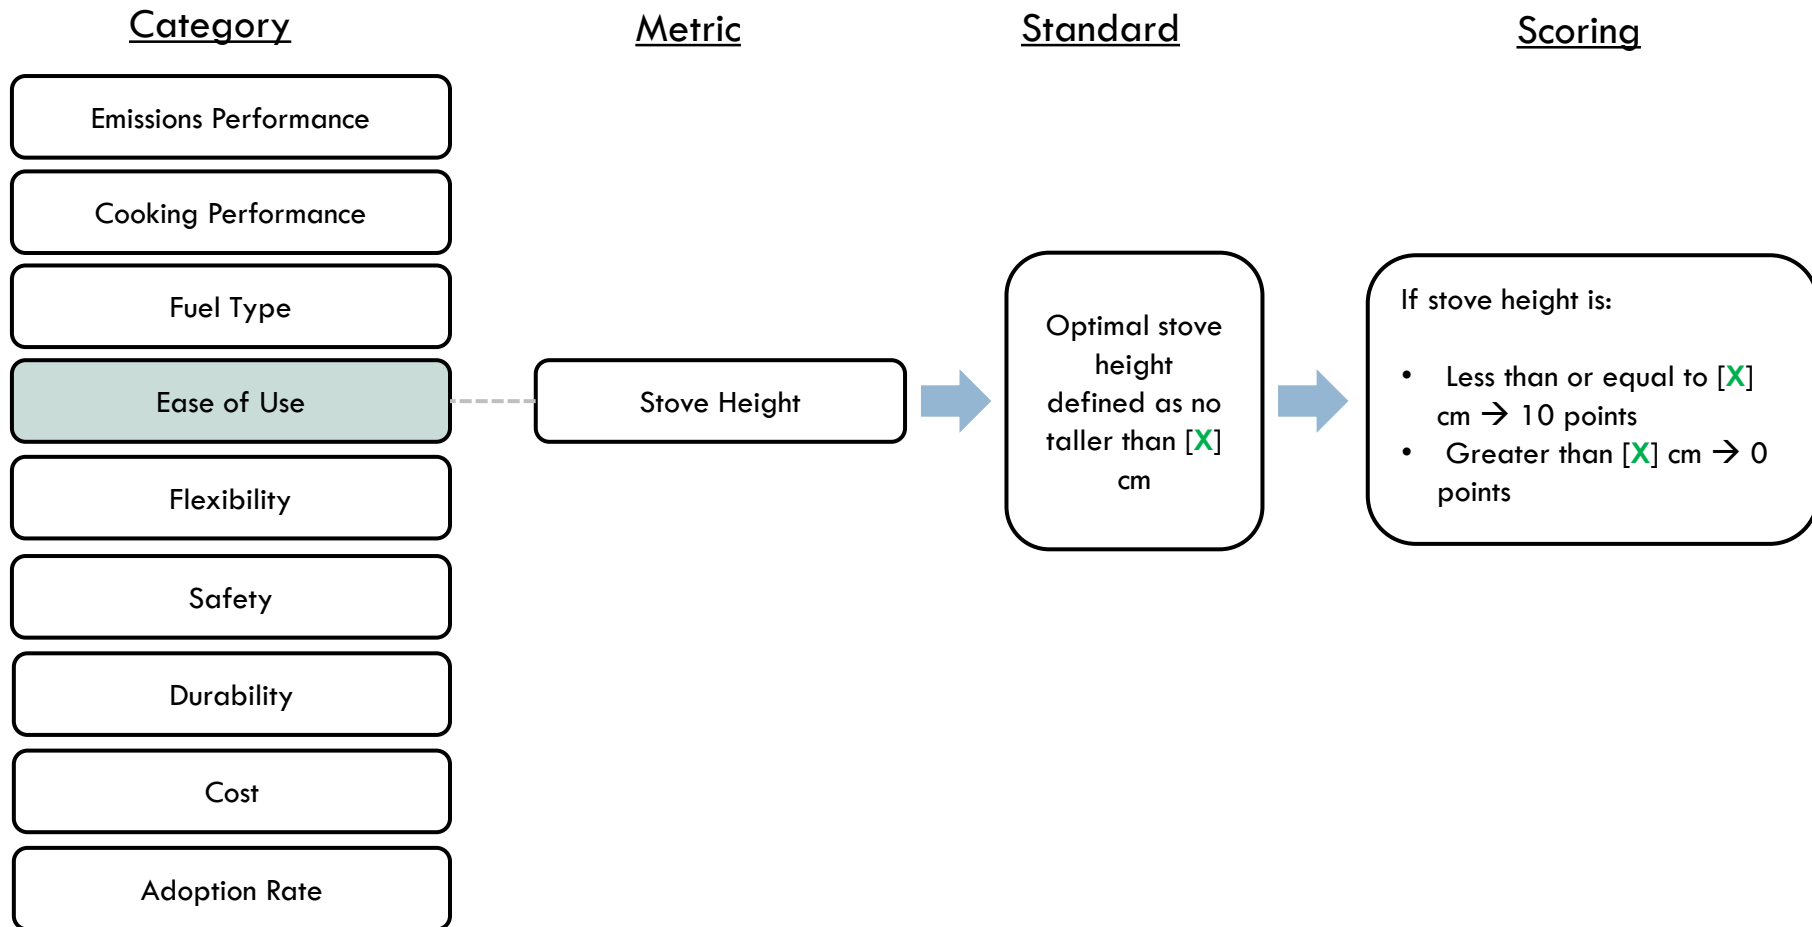 Category
Metric
Standard
Scoring
Emissions Performance
Cooking Performance
Fuel Type
Ease of Use
Flexibility
Safety
Durability
Cost
Adoption Rate
Stove Height
Optimal stove
height
defined as no
taller than [X]
cm
If stove height is:
• Less than or equal to [X]
cm → 10 points
• Greater than [X] cm → 0
points